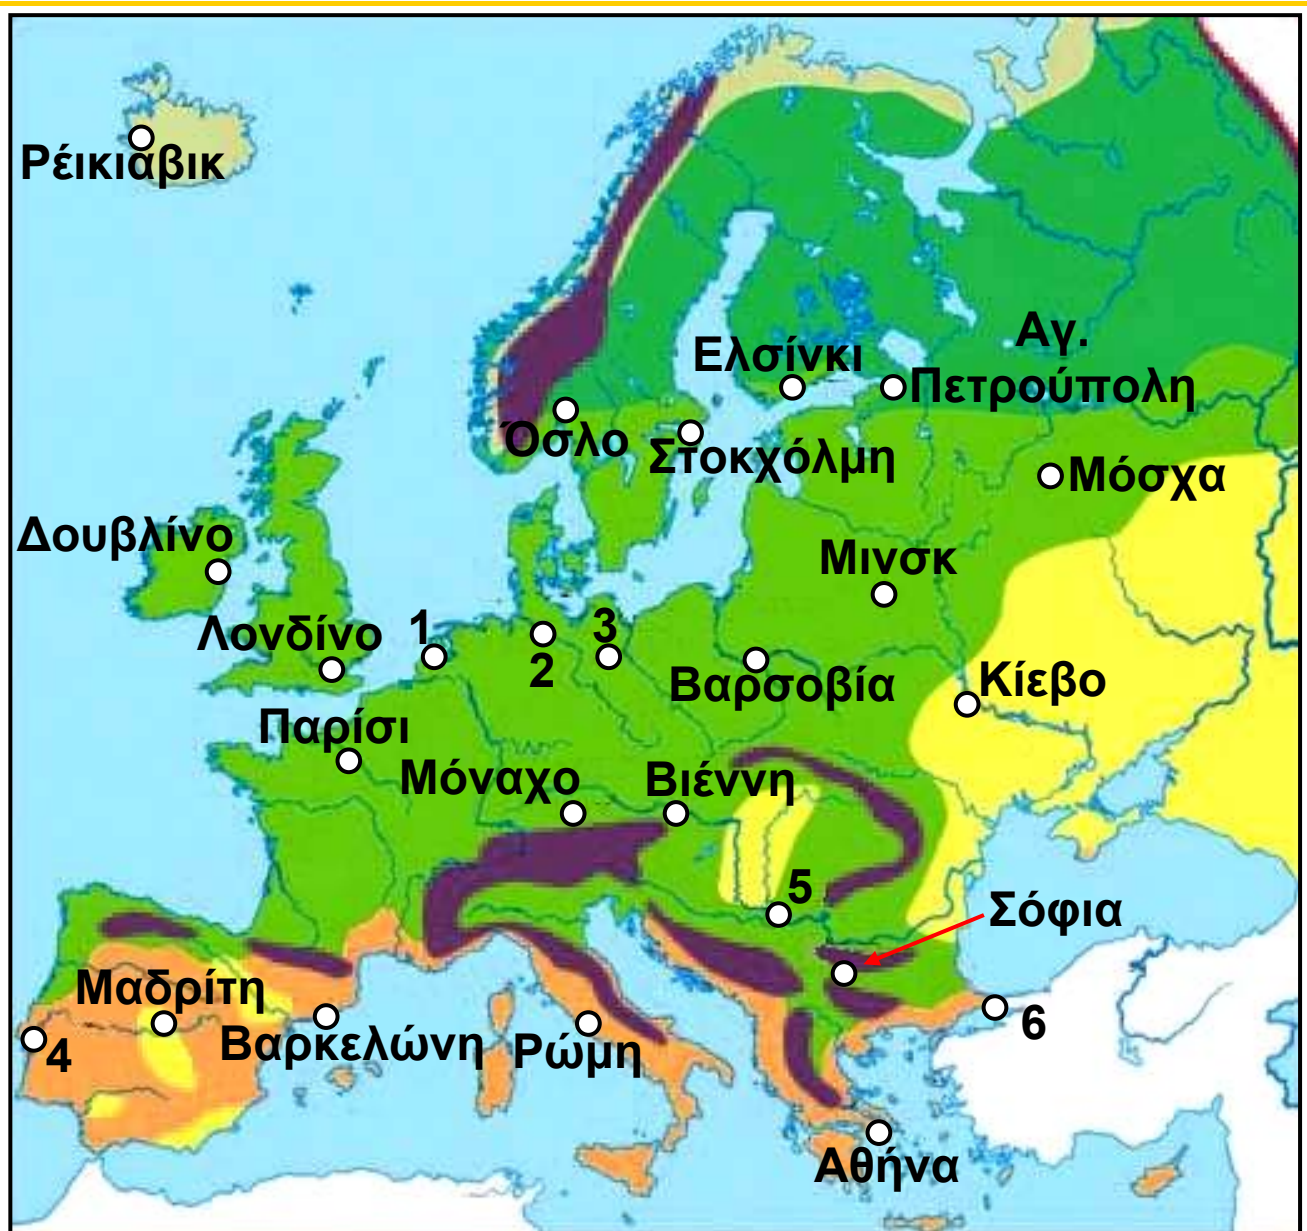 Ρέικιαβικ
Αγ.
Πετρούπολη
Ελσίνκι
Όσλο
Στοκχόλμη
Μόσχα
Δουβλίνο
Μινσκ
Λονδίνο
1
2
3
Βαρσοβία
Κίεβο
Παρίσι
Μόναχο
Βιέννη
5
Σόφια
Μαδρίτη
4
Βαρκελώνη
Ρώμη
6
Αθήνα